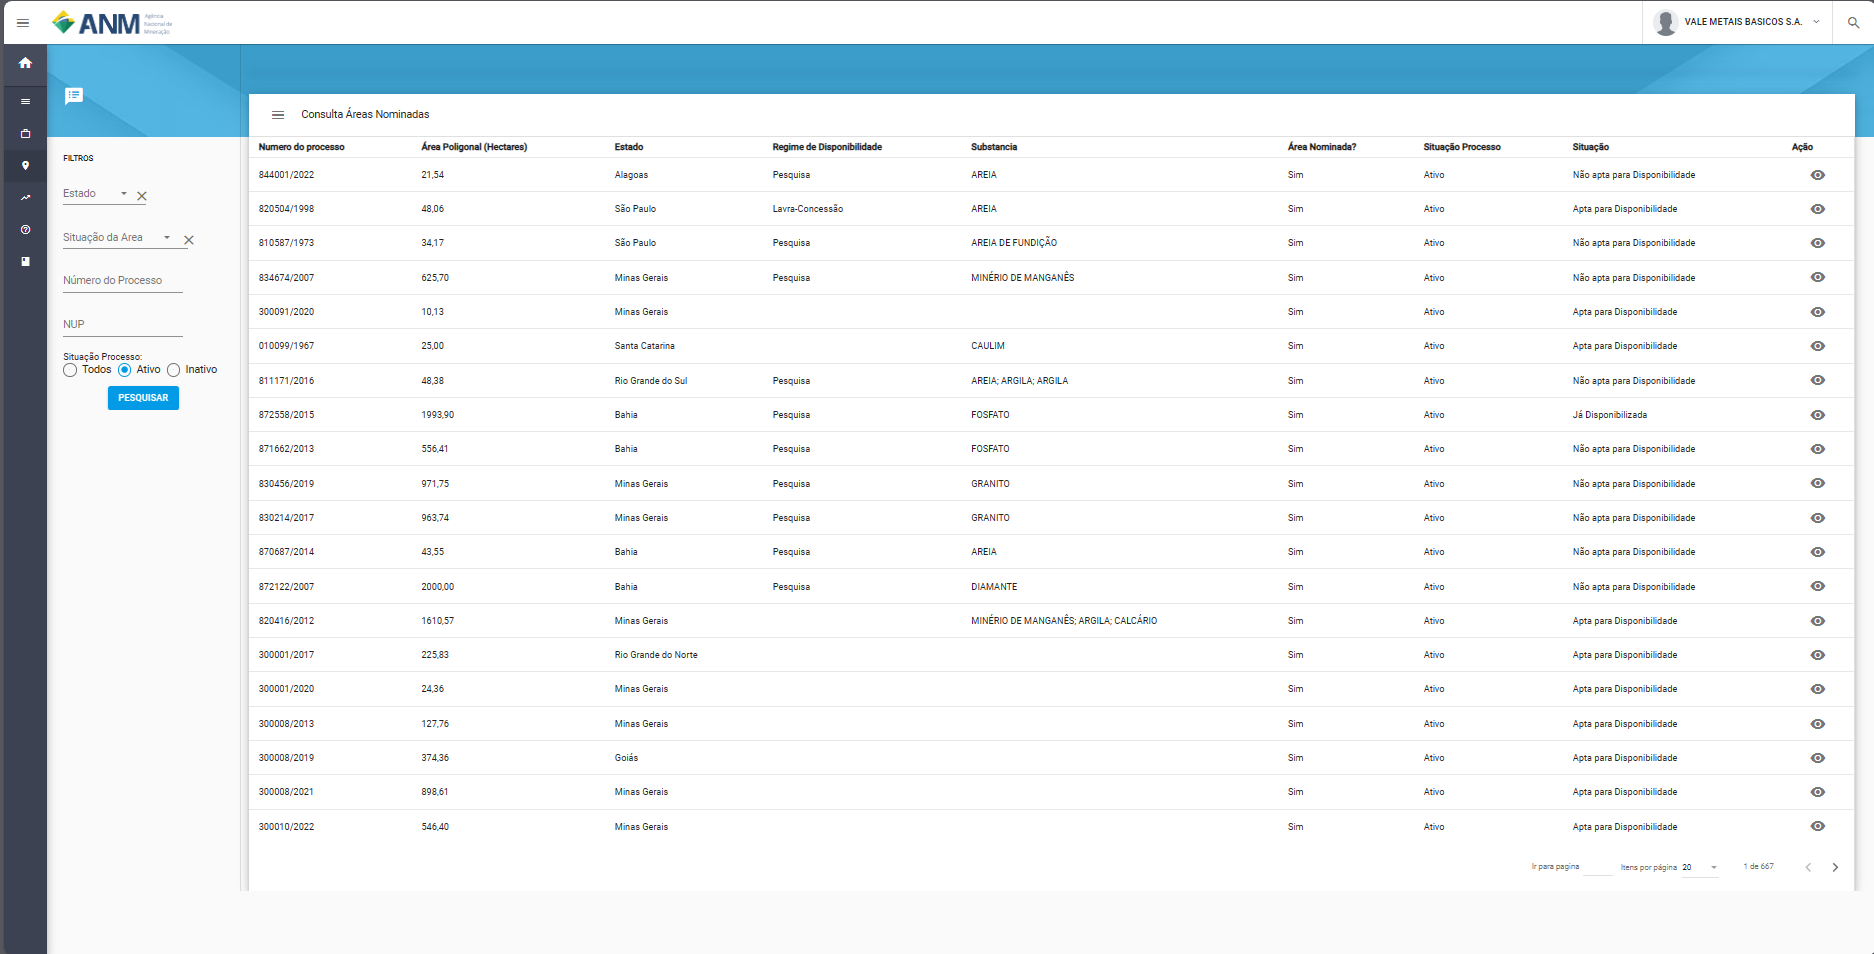 ANM
Agência
Nacional de
Mineração
VALE METAIS BASICOS S.A.
FILTROS
Estado
Situação da Area
Número do Processo
NUP
Situação Processo:
Todos Ativo Inativo
PESQUISAR
Consulta Áreas Nominadas
Numero do processo Área Poligonal (Hectares) Estado Regime de Disponibilidade Substancia Área Nominada? Situação Processo Situação Ação
844001/2022 21,54 Alagoas Pesquisa AREIA Sim Ativo Não apta para Disponibilidade
820504/1998 48,06 São Paulo Lavra-Concessão AREIA Sim Ativo Apta para Disponibilidade
810587/1973 34,17 São Paulo Pesquisa AREIA DE FUNDIÇÃO Sim Ativo Não apta para Disponibilidade
834674/2007 625,70 Minas Gerais Pesquisa MINÉRIO DE MANGANÊS Sim Ativo Não apta para Disponibilidade
300091/2020 10,13 Minas Gerais Sim Ativo Apta para Disponibilidade
010099/1967 25,00 Santa Catarina CAULIM Sim Ativo Apta para Disponibilidade
811171/2016 48,38 Rio Grande do Sul Pesquisa AREIA; ARGILA; ARGILA Sim Ativo Não apta para Disponibilidade
872558/2015 1993,90 Bahia Pesquisa FOSFATO Sim Ativo Já Disponibilizada
871662/2013 556,41 Bahia Pesquisa FOSFATO Sim Ativo Não apta para Disponibilidade
830456/2019 971,75 Minas Gerais Pesquisa GRANITO Sim Ativo Não apta para Disponibilidade
830214/2017 963,74 Minas Gerais Pesquisa GRANITO Sim Ativo Não apta para Disponibilidade
870687/2014 43,55 Bahia Pesquisa AREIA Sim Ativo Não apta para Disponibilidade
872122/2007 2000,00 Bahia Pesquisa DIAMANTE Sim Ativo Não apta para Disponibilidade
820416/2012 1610,57 Minas Gerais MINÉRIO DE MANGANÊS; ARGILA; CALCÁRIO Sim Ativo Apta para Disponibilidade
300001/2017 225,83 Rio Grande do Norte Sim Ativo Apta para Disponibilidade
300001/2020 24,36 Minas Gerais Sim Ativo Apta para Disponibilidade
300008/2013 127,76 Minas Gerais Sim Ativo Apta para Disponibilidade
300008/2019 374,36 Goiás Sim Ativo Apta para Disponibilidade
300008/2021 898,61 Minas Gerais Sim Ativo Apta para Disponibilidade
300010/2022 546,40 Minas Gerais Sim Ativo Apta para Disponibilidade
Ir para pagina Itens por página 20 1 de 667